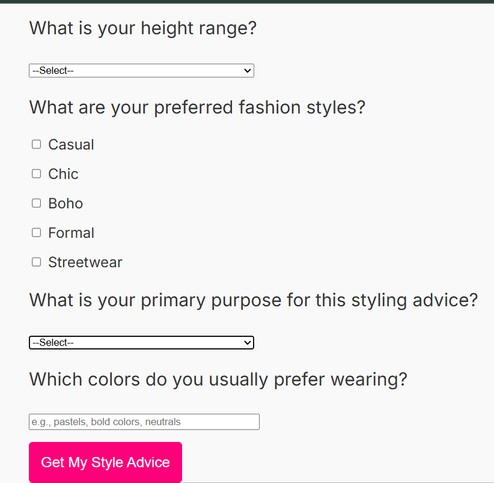 What is your height range?
--Select--
What are your preferred fashion styles?
Casual
Chic
Boho
Formal
Streetwear
What is your primary purpose for this styling advice?
--Select--
Which colors do you usually prefer wearing?
e.g., pastels, bold colors, neutrals
Get My Style Advice